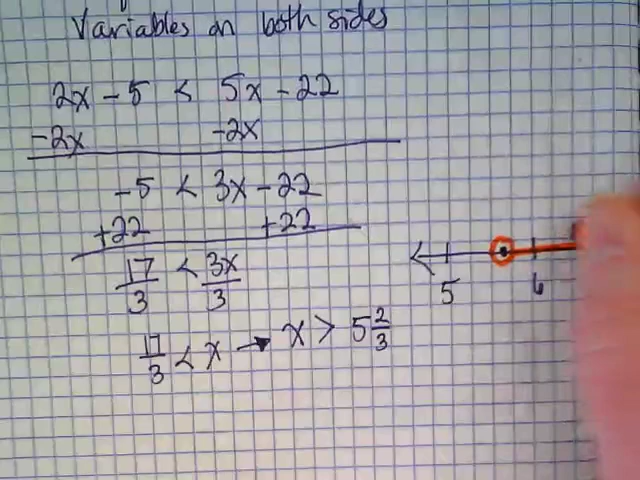 Variables on both sides
2x - 5 < 5x - 22
-2x -2x
-5 < 3x - 22
+22 +22
17/3 < 3x/3
17/3 < x → x > 5 2/3
5 6